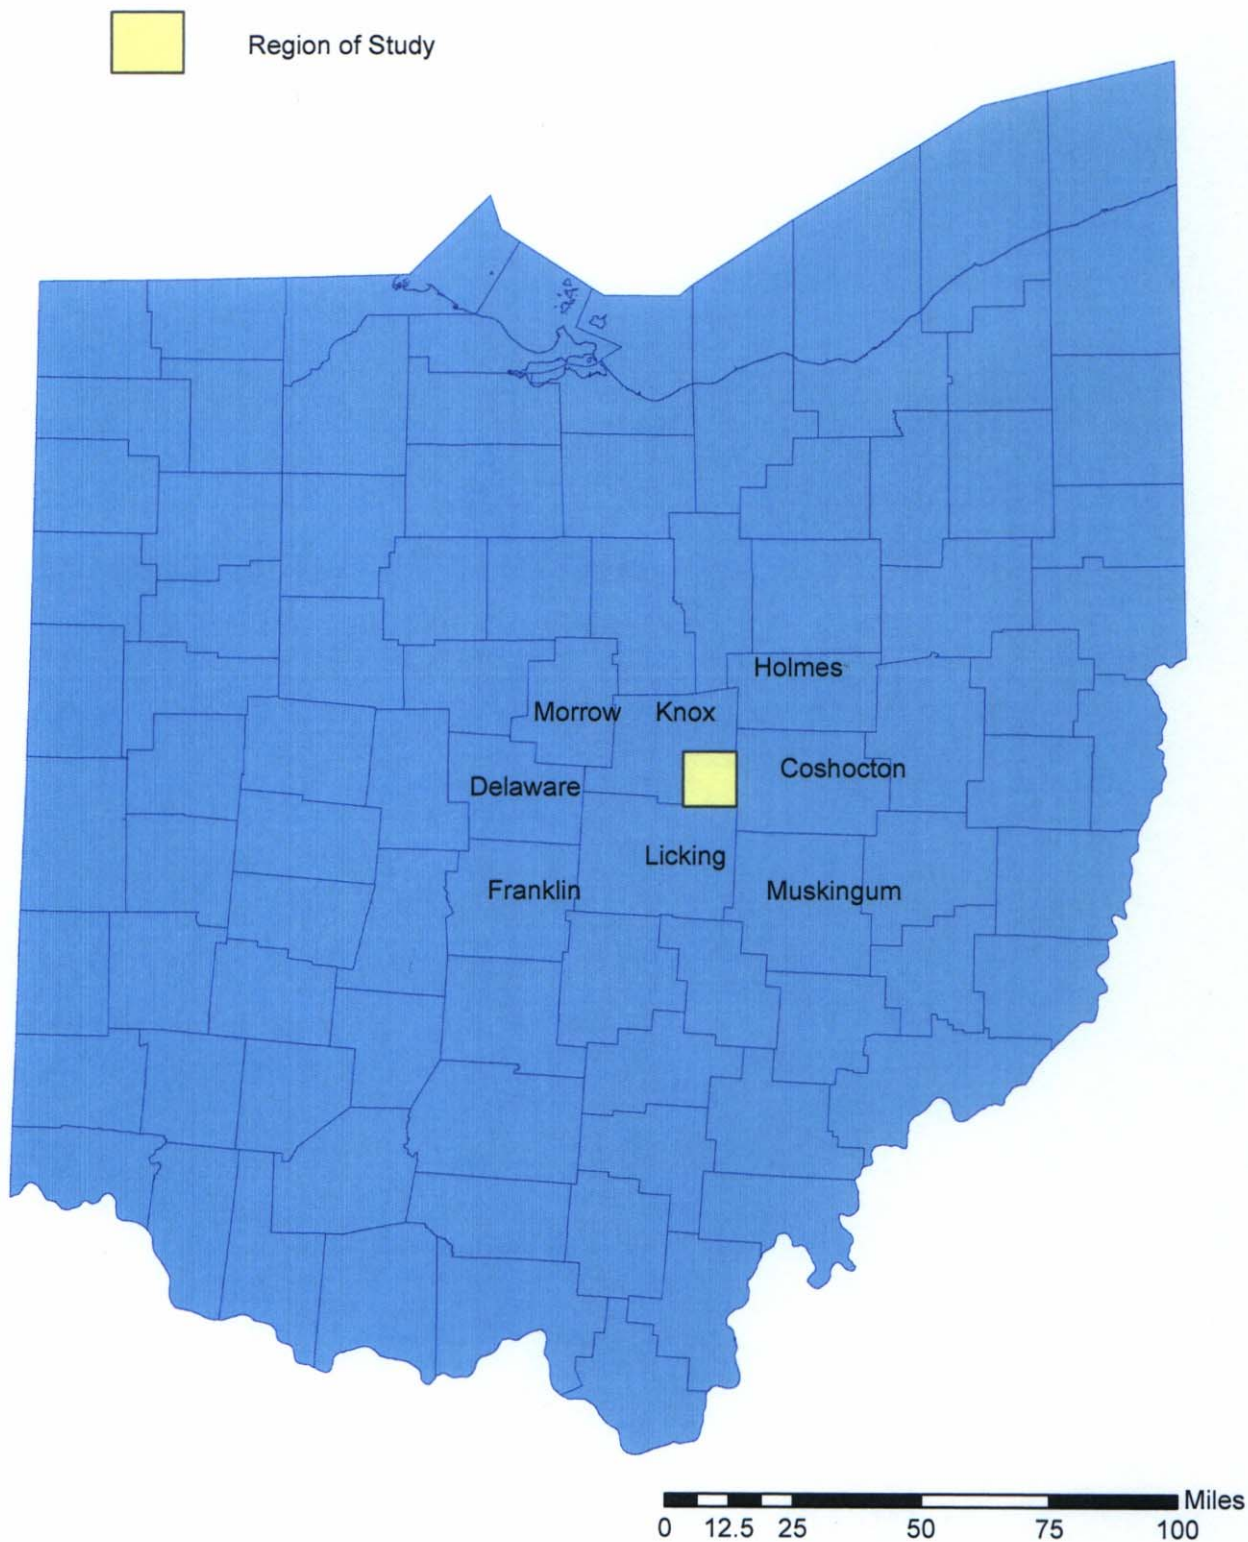 Region of Study
Holmes
Morrow
Knox
Coshocton
Delaware
Licking
Franklin
Muskingum
Miles
0 12.5 25 50 75 100